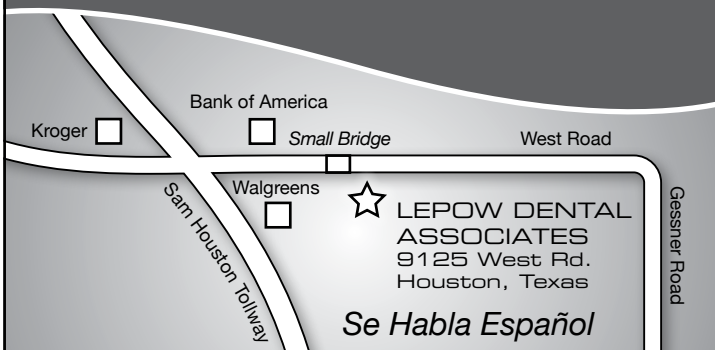 Bank of America
Kroger
Small Bridge
West Road
Walgreens
Sam Houston Tollway
Gessner Road
LEPOW DENTAL
ASSOCIATES
9125 West Rd.
Houston, Texas
Se Habla Español